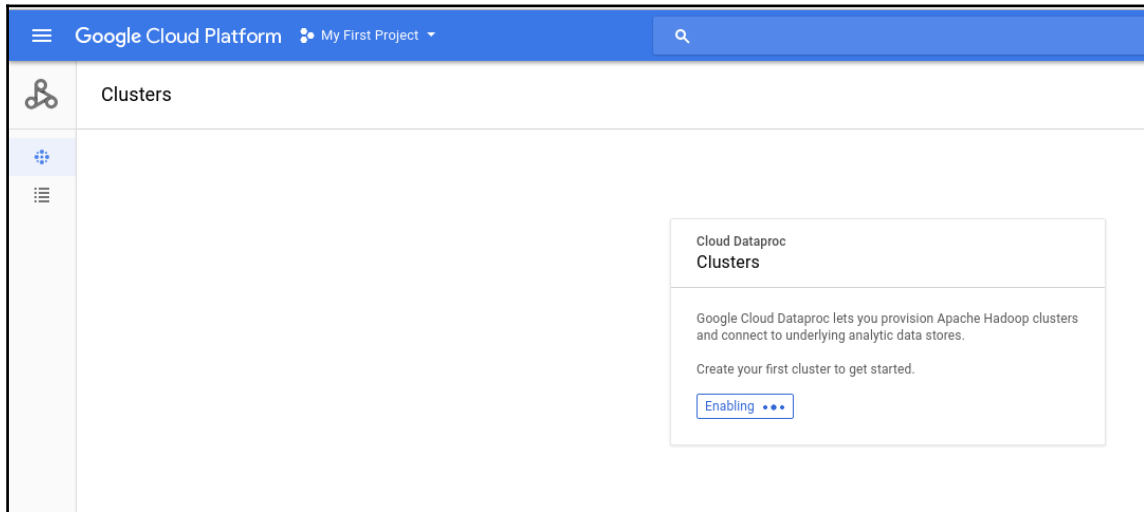 Google Cloud Platform My First Project
Clusters
Cloud Dataproc
Clusters
Google Cloud Dataproc lets you provision Apache Hadoop clusters
and connect to underlying analytic data stores.
Create your first cluster to get started.
Enabling